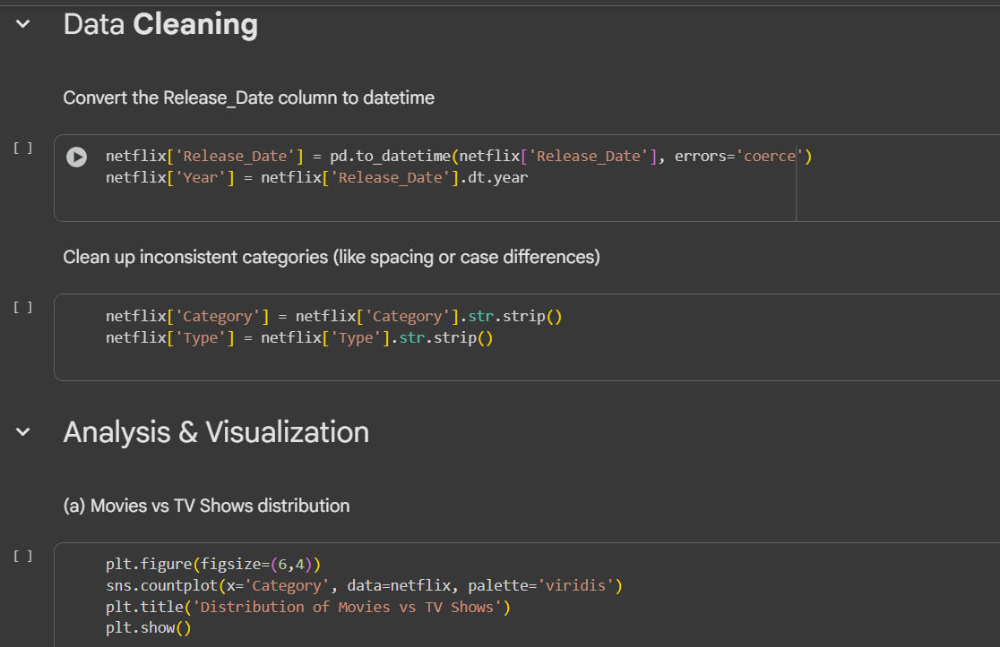 Data Cleaning
Convert the Release_Date column to datetime
[ ]
netflix['Release_Date'] = pd.to_datetime(netflix['Release_Date'], errors='coerce')
netflix['Year'] = netflix['Release_Date'].dt.year
Clean up inconsistent categories (like spacing or case differences)
[ ]
netflix['Category'] = netflix['Category'].str.strip()
netflix['Type'] = netflix['Type'].str.strip()
Analysis & Visualization
(a) Movies vs TV Shows distribution
[ ]
plt.figure(figsize=(6,4))
sns.countplot(x='Category', data=netflix, palette='viridis')
plt.title('Distribution of Movies vs TV Shows')
plt.show()